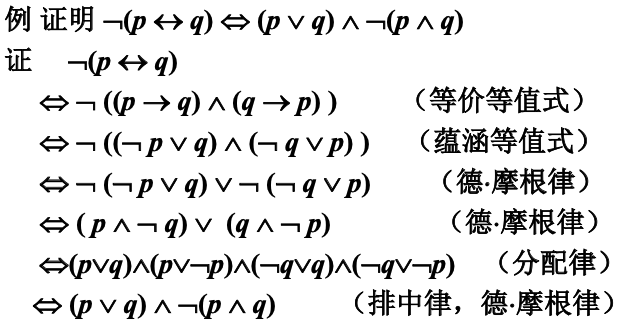 例 证明 ¬(p ↔ q) ⇔ (p ∨ q) ∧ ¬(p ∧ q)
证 ¬(p ↔ q)
⇔ ¬ ((p → q) ∧ (q → p) ) （等价等值式）
⇔ ¬ ((¬ p ∨ q) ∧ (¬ q ∨ p) ) （蕴涵等值式）
⇔ ¬ (¬ p ∨ q) ∨ ¬ (¬ q ∨ p) （德·摩根律）
⇔ ( p ∧ ¬ q) ∨ (q ∧ ¬ p) （德·摩根律）
⇔(p∨q)∧(p∨¬p)∧(¬q∨q)∧(¬q∨¬p) （分配律）
⇔ (p ∨ q) ∧ ¬(p ∧ q) （排中律，德·摩根律）